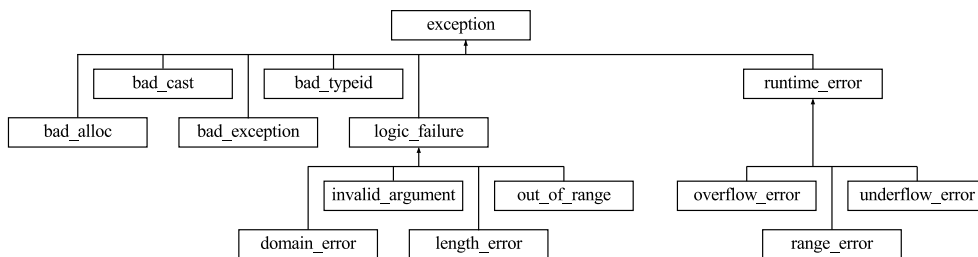 exception
bad_cast
bad_typeid
runtime_error
bad_alloc
bad_exception
logic_failure
invalid_argument
out_of_range
overflow_error
underflow_error
domain_error
length_error
range_error